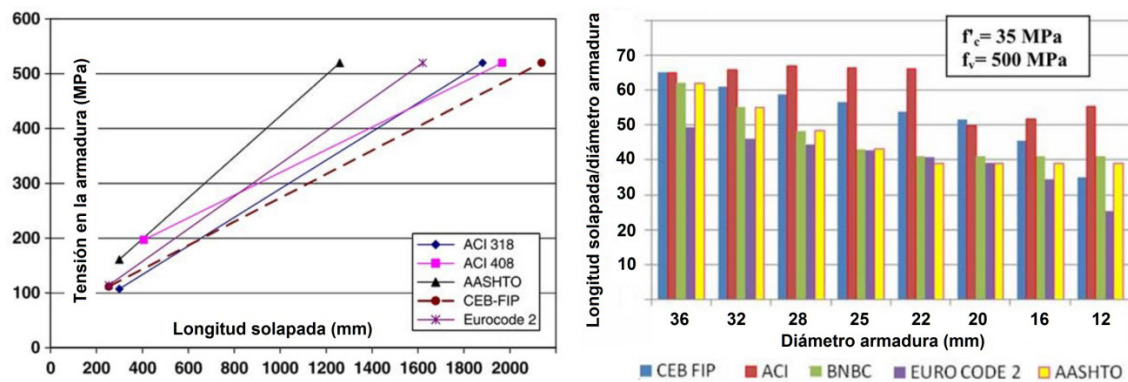 600
500
400
300
200
100
0
Tensión en la armadura (MPa)
Longitud solapada (mm)
ACI 318
ACI 408
AASHTO
CEB-FIP
Eurocode 2
0 200 400 600 800 1000 1200 1400 1600 1800 2000
Longitud solapada/diámetro armadura
70
60
50
40
30
20
10
f'c= 35 MPa
fv= 500 MPa
36 32 28 25 22 20 16 12
Diámetro armadura (mm)
CEB FIP ACI BNBC EURO CODE 2 AASHTO